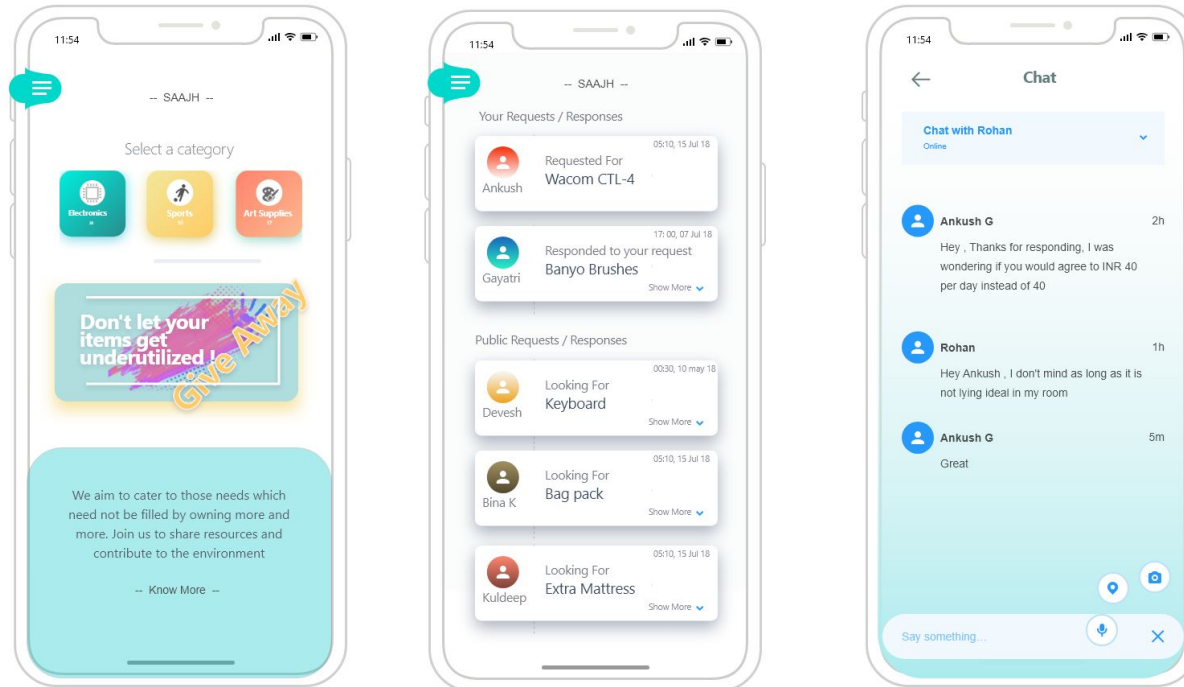 11:54
-- SAAJH --
Select a category
Electronics
Sports
Art Supplies
Don't let your
items get
underutilized !
Give Away
We aim to cater to those needs which
need not be filled by owning more and
more. Join us to share resources and
contribute to the environment
-- Know More --
11:54
-- SAAJH --
Your Requests / Responses
05:10, 15 Jul 18
Requested For
Wacom CTL-4
Ankush
17: 00, 07 Jul 18
Responded to your request
Banyo Brushes
Gayatri
Show More
Public Requests / Responses
00:30, 10 may 18
Looking For
Keyboard
Devesh
Show More
05:10, 15 Jul 18
Looking For
Bag pack
Bina K
Show More
05:10, 15 Jul 18
Looking For
Extra Mattress
Kuldeep
Show More
11:54
Chat
Chat with Rohan
Online
Ankush G 2h
Hey , Thanks for responding, I was
wondering if you would agree to INR 40
per day instead of 40
Rohan 1h
Hey Ankush , I don't mind as long as it is
not lying ideal in my room
Ankush G 5m
Great
Say something...